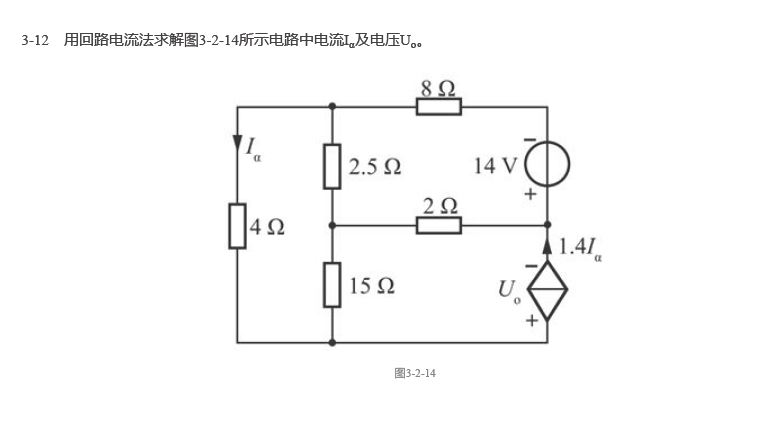 3-12 用回路电流法求解图3-2-14所示电路中电流Iα及电压Uo。
8 Ω
Iα
2.5 Ω
14 V
−
+
2 Ω
4 Ω
1.4Iα
15 Ω
−
Uo
+
图3-2-14